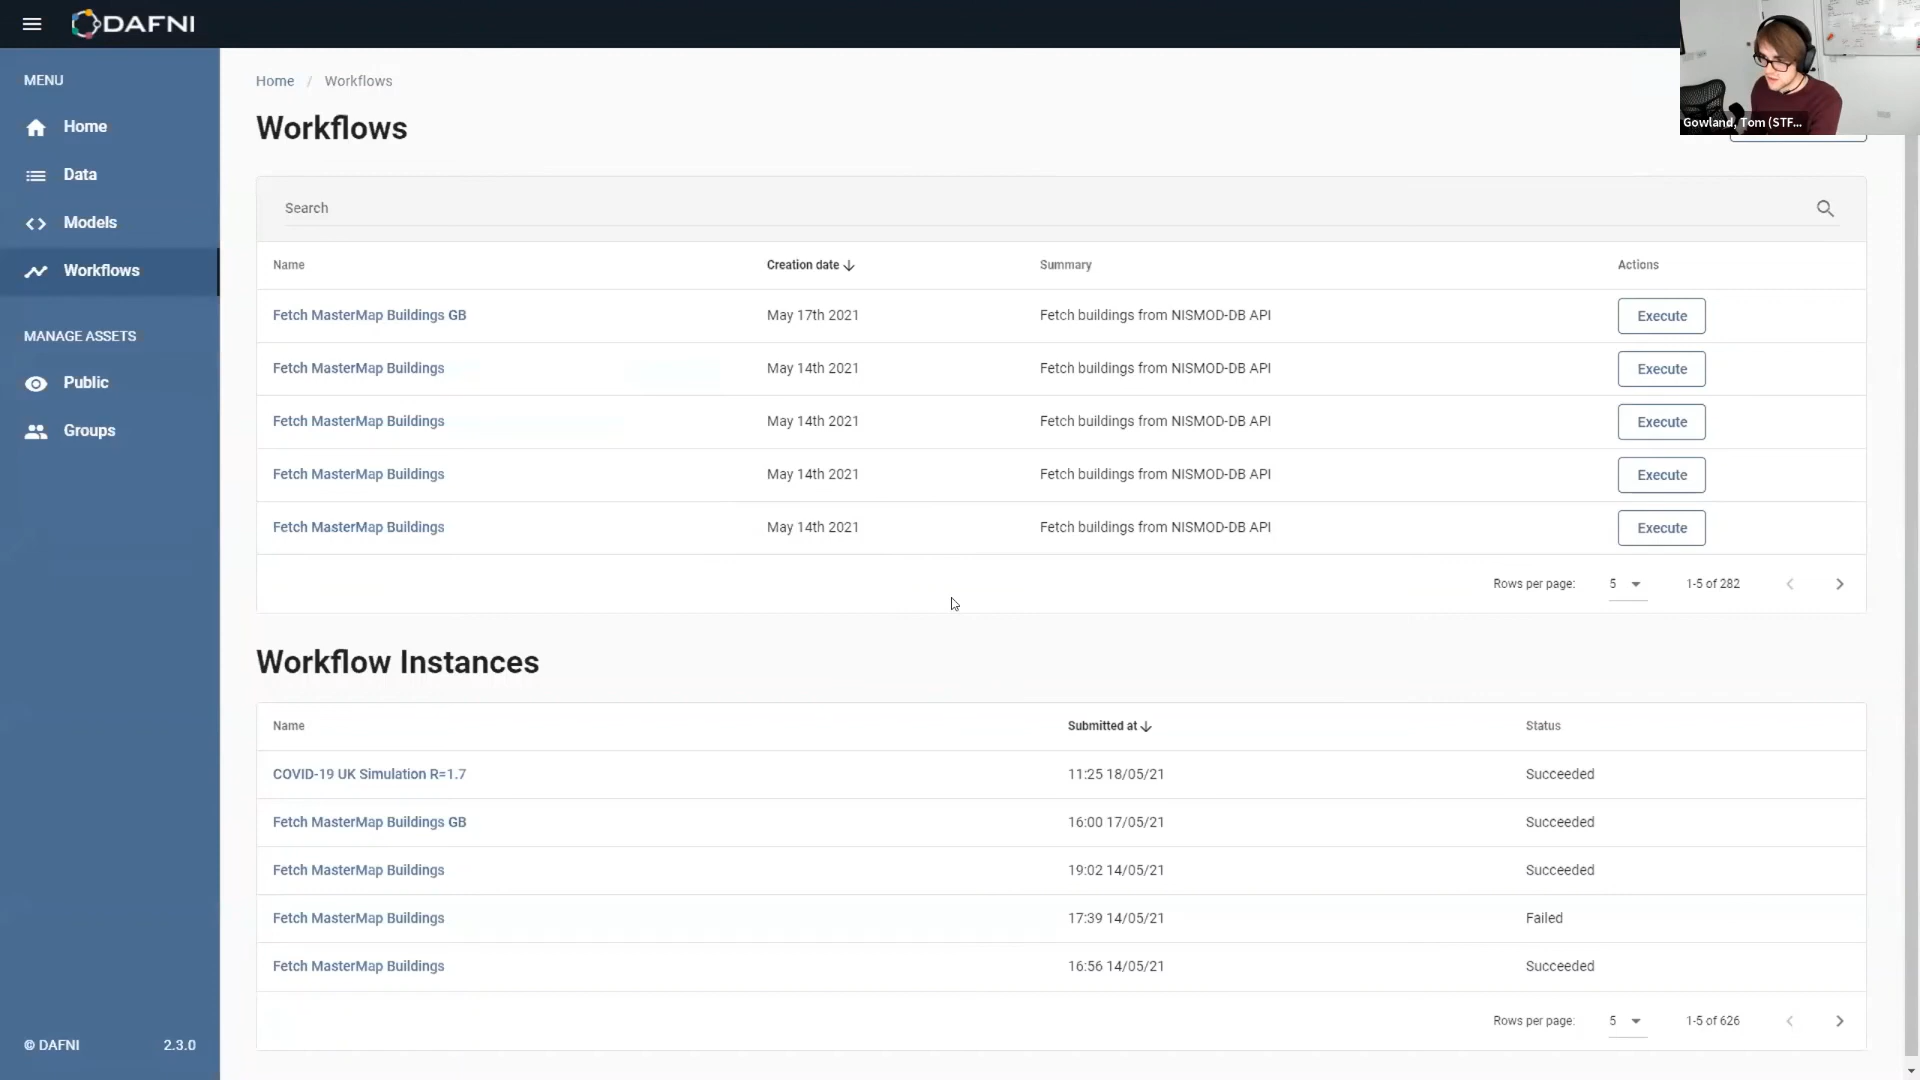 DAFNI
Gowland, Tom (STF...
MENU
Home
Data
Models
Workflows
MANAGE ASSETS
Public
Groups
© DAFNI 2.3.0
Home / Workflows
Workflows
Search
Name Creation date Summary Actions
Fetch MasterMap Buildings GB May 17th 2021 Fetch buildings from NISMOD-DB API Execute
Fetch MasterMap Buildings May 14th 2021 Fetch buildings from NISMOD-DB API Execute
Fetch MasterMap Buildings May 14th 2021 Fetch buildings from NISMOD-DB API Execute
Fetch MasterMap Buildings May 14th 2021 Fetch buildings from NISMOD-DB API Execute
Fetch MasterMap Buildings May 14th 2021 Fetch buildings from NISMOD-DB API Execute
Rows per page: 5 1-5 of 282
Workflow Instances
Name Submitted at Status
COVID-19 UK Simulation R=1.7 11:25 18/05/21 Succeeded
Fetch MasterMap Buildings GB 16:00 17/05/21 Succeeded
Fetch MasterMap Buildings 19:02 14/05/21 Succeeded
Fetch MasterMap Buildings 17:39 14/05/21 Failed
Fetch MasterMap Buildings 16:56 14/05/21 Succeeded
Rows per page: 5 1-5 of 626